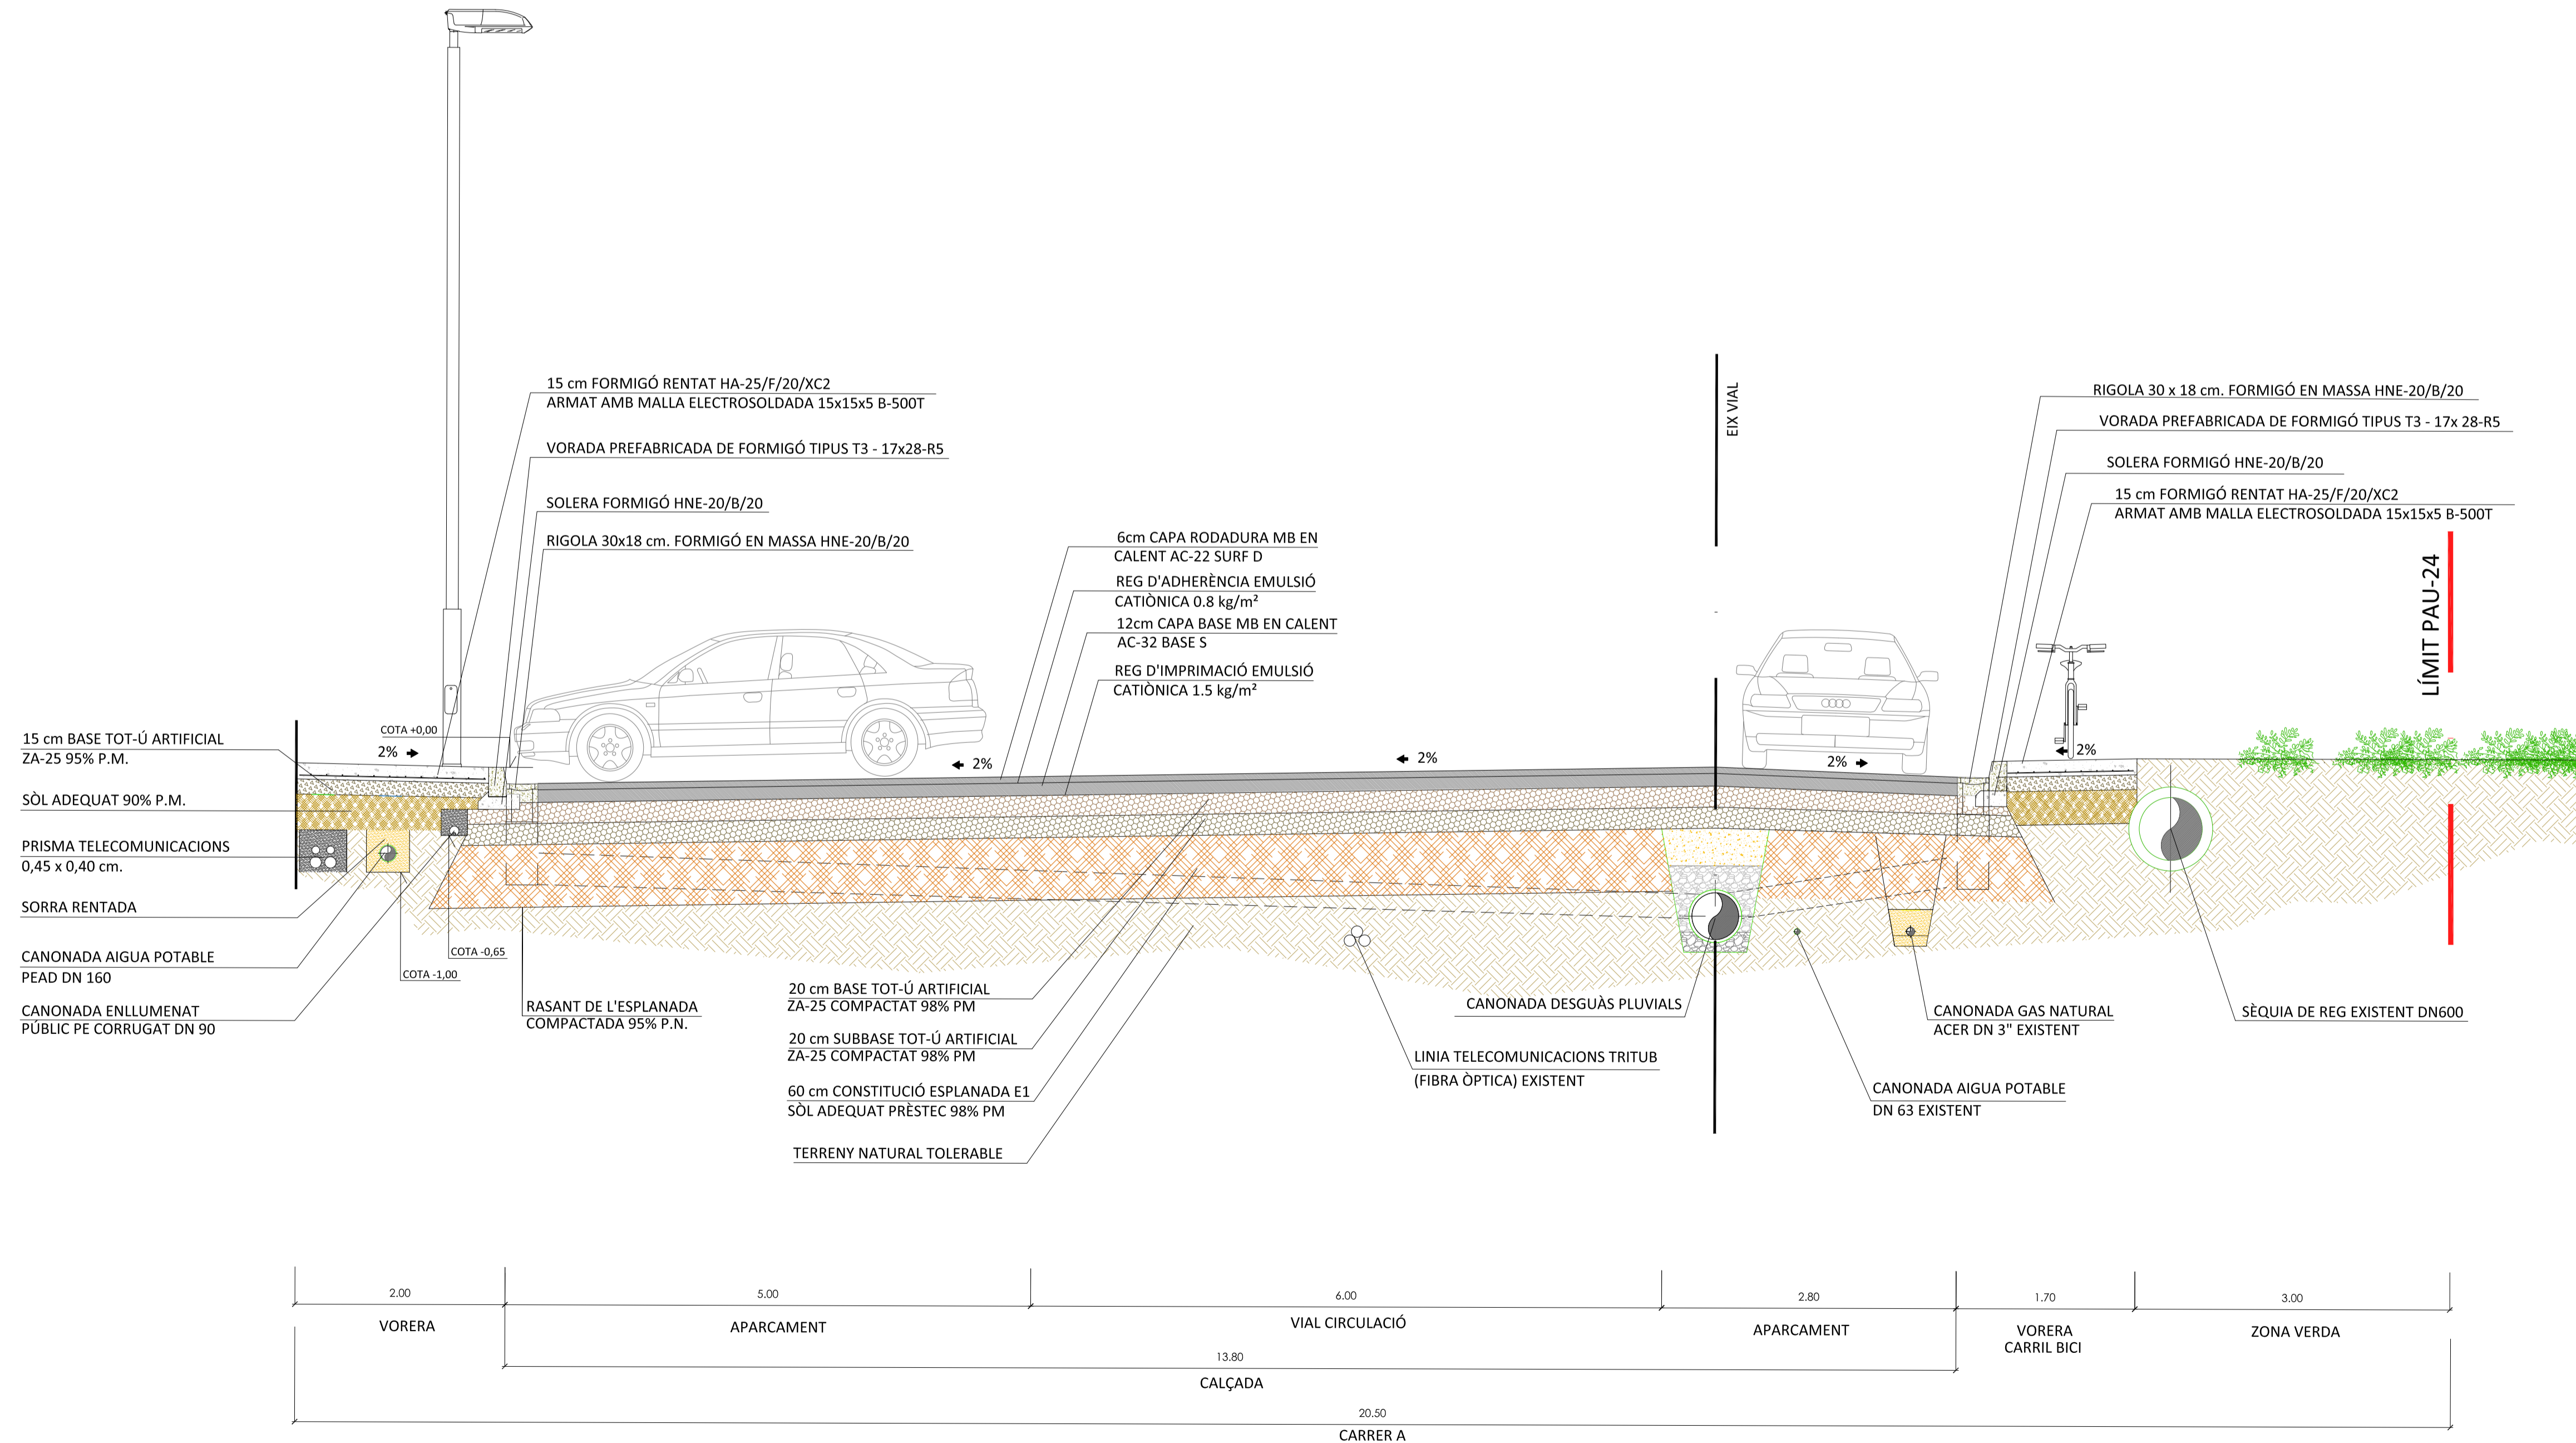 15 cm FORMIGÓ RENTAT HA-25/F/20/XC2
ARMAT AMB MALLA ELECTROSOLDADA 15x15x5 B-500T
VORADA PREFABRICADA DE FORMIGÓ TIPUS T3 - 17x28-R5
SOLERA FORMIGÓ HNE-20/B/20
RIGOLA 30x18 cm. FORMIGÓ EN MASSA HNE-20/B/20
6cm CAPA RODADURA MB EN
CALENT AC-22 SURF D
REG D'ADHERÈNCIA EMULSIÓ
CATIÒNICA 0.8 kg/m²
12cm CAPA BASE MB EN CALENT
AC-32 BASE S
REG D'IMPRIMACIÓ EMULSIÓ
CATIÒNICA 1.5 kg/m²
EIX VIAL
RIGOLA 30 x 18 cm. FORMIGÓ EN MASSA HNE-20/B/20
VORADA PREFABRICADA DE FORMIGÓ TIPUS T3 - 17x 28-R5
SOLERA FORMIGÓ HNE-20/B/20
15 cm FORMIGÓ RENTAT HA-25/F/20/XC2
ARMAT AMB MALLA ELECTROSOLDADA 15x15x5 B-500T
LÍMIT PAU-24
COTA +0,00
2%
2%
2%
2%
2%
15 cm BASE TOT-Ú ARTIFICIAL
ZA-25 95% P.M.
SÒL ADEQUAT 90% P.M.
PRISMA TELECOMUNICACIONS
0,45 x 0,40 cm.
SORRA RENTADA
CANONADA AIGUA POTABLE
PEAD DN 160
CANONADA ENLLUMENAT
PÚBLIC PE CORRUGAT DN 90
COTA -0,65
COTA -1,00
RASANT DE L'ESPLANADA
COMPACTADA 95% P.N.
20 cm BASE TOT-Ú ARTIFICIAL
ZA-25 COMPACTAT 98% PM
20 cm SUBBASE TOT-Ú ARTIFICIAL
ZA-25 COMPACTAT 98% PM
60 cm CONSTITUCIÓ ESPLANADA E1
SÒL ADEQUAT PRÈSTEC 98% PM
TERRENY NATURAL TOLERABLE
CANONADA DESGUÀS PLUVIALS
LINIA TELECOMUNICACIONS TRITUB
(FIBRA ÒPTICA) EXISTENT
CANONADA GAS NATURAL
ACER DN 3" EXISTENT
CANONADA AIGUA POTABLE
DN 63 EXISTENT
SÈQUIA DE REG EXISTENT DN600
2.00
5.00
6.00
2.80
1.70
3.00
VORERA
APARCAMENT
VIAL CIRCULACIÓ
APARCAMENT
VORERA
CARRIL BICI
ZONA VERDA
13.80
CALÇADA
20.50
CARRER A